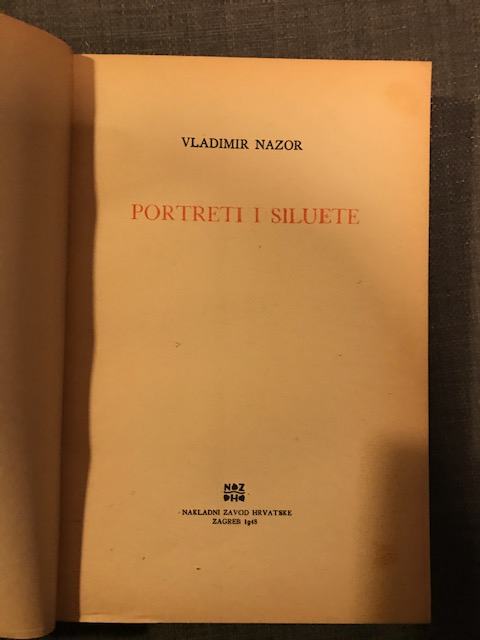 VLADIMIR NAZOR
PORTRETI I SILUETE
NAKLADNI ZAVOD HRVATSKE
ZAGREB 1948